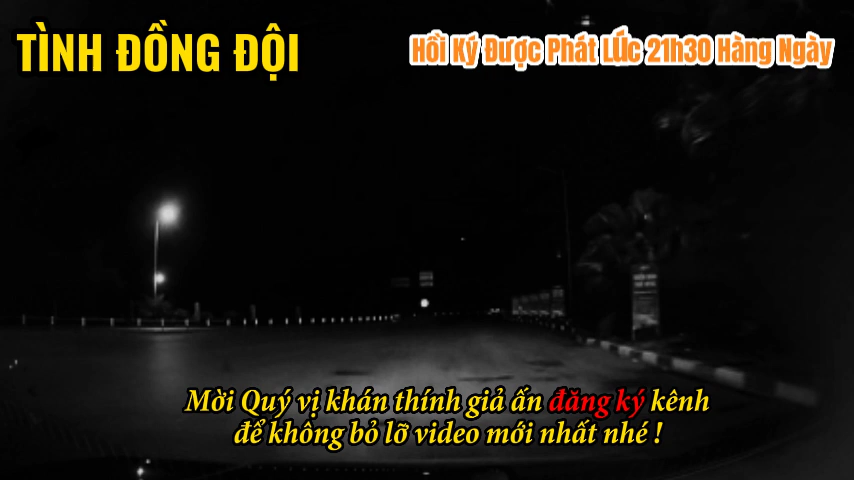 TÌNH ĐỒNG ĐỘI
Hồi Ký Được Phát LÚc 21h30 Hàng Ngày
Mời Quý vị khán thính giả ấn đăng ký kênh
để không bỏ lỡ video mới nhất nhé !